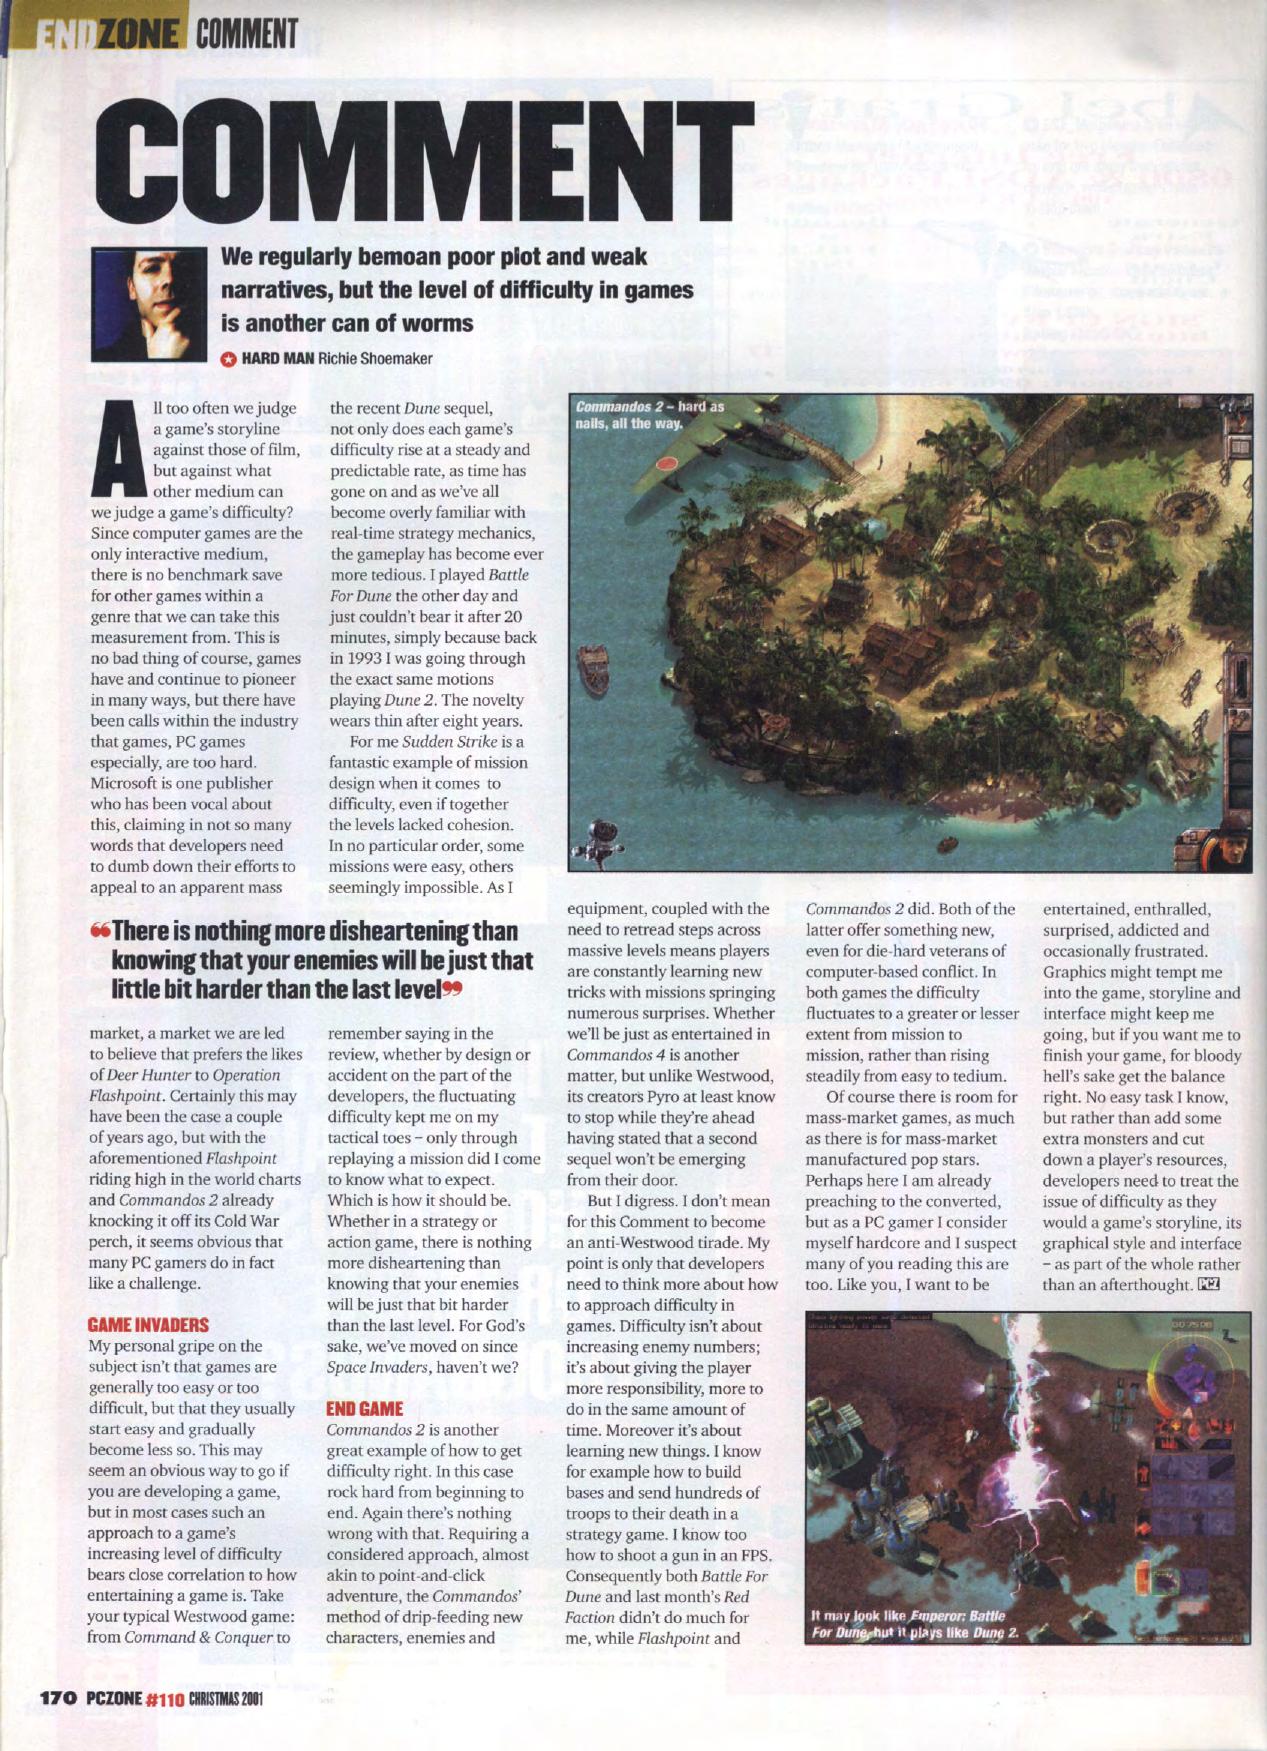 ENDZONE COMMENT
COMMENT
We regularly bemoan poor plot and weak
narratives, but the level of difficulty in games
is another can of worms
HARD MAN Richie Shoemaker
All too often we judge
a game's storyline
against those of film,
but against what
other medium can
we judge a game's difficulty?
Since computer games are the
only interactive medium,
there is no benchmark save
for other games within a
genre that we can take this
measurement from. This is
no bad thing of course, games
have and continue to pioneer
in many ways, but there have
been calls within the industry
that games, PC games
especially, are too hard.
Microsoft is one publisher
who has been vocal about
this, claiming in not so many
words that developers need
to dumb down their efforts to
appeal to an apparent mass
market, a market we are led
to believe that prefers the likes
of Deer Hunter to Operation
Flashpoint. Certainly this may
have been the case a couple
of years ago, but with the
aforementioned Flashpoint
riding high in the world charts
and Commandos 2 already
knocking it off its Cold War
perch, it seems obvious that
many PC gamers do in fact
like a challenge.
GAME INVADERS
My personal gripe on the
subject isn't that games are
generally too easy or too
difficult, but that they usually
start easy and gradually
become less so. This may
seem an obvious way to go if
you are developing a game,
but in most cases such an
approach to a game's
increasing level of difficulty
bears close correlation to how
entertaining a game is. Take
your typical Westwood game:
from Command & Conquer to
the recent Dune sequel,
not only does each game's
difficulty rise at a steady and
predictable rate, as time has
gone on and as we've all
become overly familiar with
real-time strategy mechanics,
the gameplay has become ever
more tedious. I played Battle
For Dune the other day and
just couldn't bear it after 20
minutes, simply because back
in 1993 I was going through
the exact same motions
playing Dune 2. The novelty
wears thin after eight years.
For me Sudden Strike is a
fantastic example of mission
design when it comes to
difficulty, even if together
the levels lacked cohesion.
In no particular order, some
missions were easy, others
seemingly impossible. As I
“There is nothing more disheartening than
knowing that your enemies will be just that
little bit harder than the last level”
remember saying in the
review, whether by design or
accident on the part of the
developers, the fluctuating
difficulty kept me on my
tactical toes – only through
replaying a mission did I come
to know what to expect.
Which is how it should be.
Whether in a strategy or
action game, there is nothing
more disheartening than
knowing that your enemies
will be just that bit harder
than the last level. For God's
sake, we've moved on since
Space Invaders, haven't we?
END GAME
Commandos 2 is another
great example of how to get
difficulty right. In this case
rock hard from beginning to
end. Again there's nothing
wrong with that. Requiring a
considered approach, almost
akin to point-and-click
adventure, the Commandos'
method of drip-feeding new
characters, enemies and
Commandos 2 – hard as
nails, all the way.
equipment, coupled with the
need to retread steps across
massive levels means players
are constantly learning new
tricks with missions springing
numerous surprises. Whether
we'll be just as entertained in
Commandos 4 is another
matter, but unlike Westwood,
its creators Pyro at least know
to stop while they're ahead
having stated that a second
sequel won't be emerging
from their door.
But I digress. I don't mean
for this Comment to become
an anti-Westwood tirade. My
point is only that developers
need to think more about how
to approach difficulty in
games. Difficulty isn't about
increasing enemy numbers;
it's about giving the player
more responsibility, more to
do in the same amount of
time. Moreover it's about
learning new things. I know
for example how to build
bases and send hundreds of
troops to their death in a
strategy game. I know too
how to shoot a gun in an FPS.
Consequently both Battle For
Dune and last month's Red
Faction didn't do much for
me, while Flashpoint and
Commandos 2 did. Both of the
latter offer something new,
even for die-hard veterans of
computer-based conflict. In
both games the difficulty
fluctuates to a greater or lesser
extent from mission to
mission, rather than rising
steadily from easy to tedium.
Of course there is room for
mass-market games, as much
as there is for mass-market
manufactured pop stars.
Perhaps here I am already
preaching to the converted,
but as a PC gamer I consider
myself hardcore and I suspect
many of you reading this are
too. Like you, I want to be
entertained, enthralled,
surprised, addicted and
occasionally frustrated.
Graphics might tempt me
into the game, storyline and
interface might keep me
going, but if you want me to
finish your game, for bloody
hell's sake get the balance
right. No easy task I know,
but rather than add some
extra monsters and cut
down a player's resources,
developers need to treat the
issue of difficulty as they
would a game's storyline, its
graphical style and interface
– as part of the whole rather
than an afterthought. PCZ
It may look like Emperor: Battle
For Dune, but it plays like Dune 2.
170 PCZONE #110 CHRISTMAS 2001